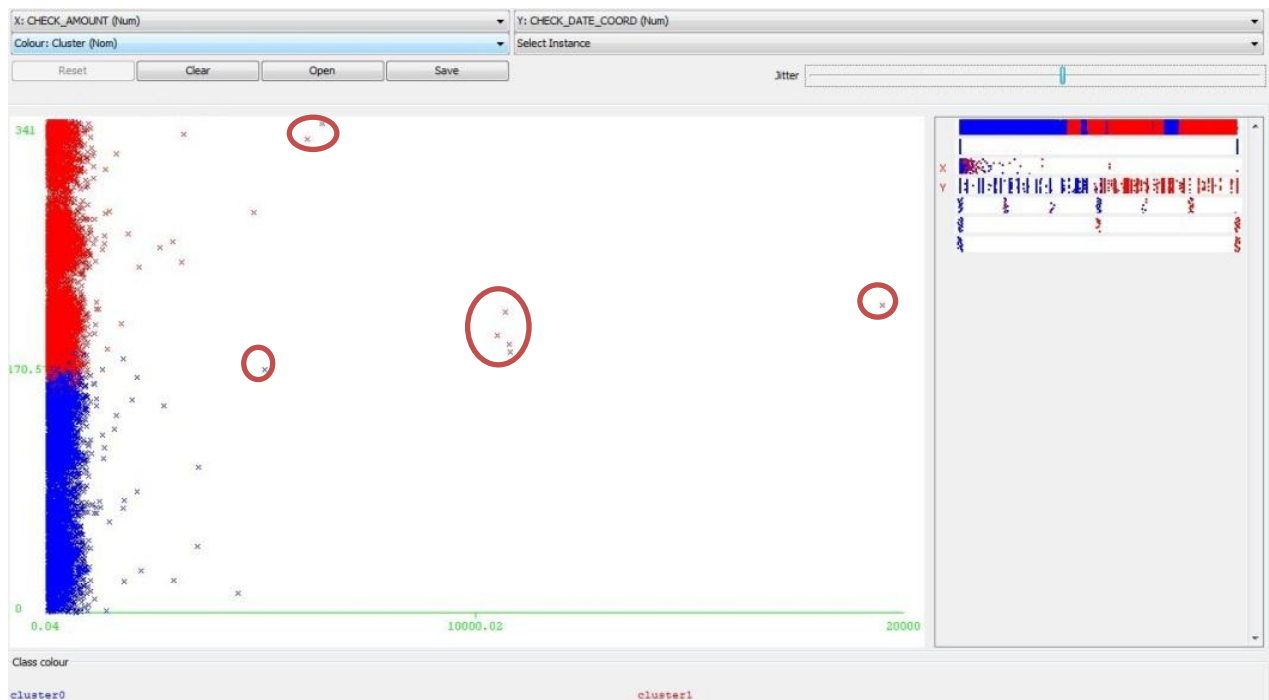 X: CHECK_AMOUNT (Num) Y: CHECK_DATE_COORD (Num)
Colour: Cluster (Nom) Select Instance
Reset Clear Open Save Jitter
341
X
Y
170.5
0
0.04 10000.02 20000
Class colour
cluster0 cluster1